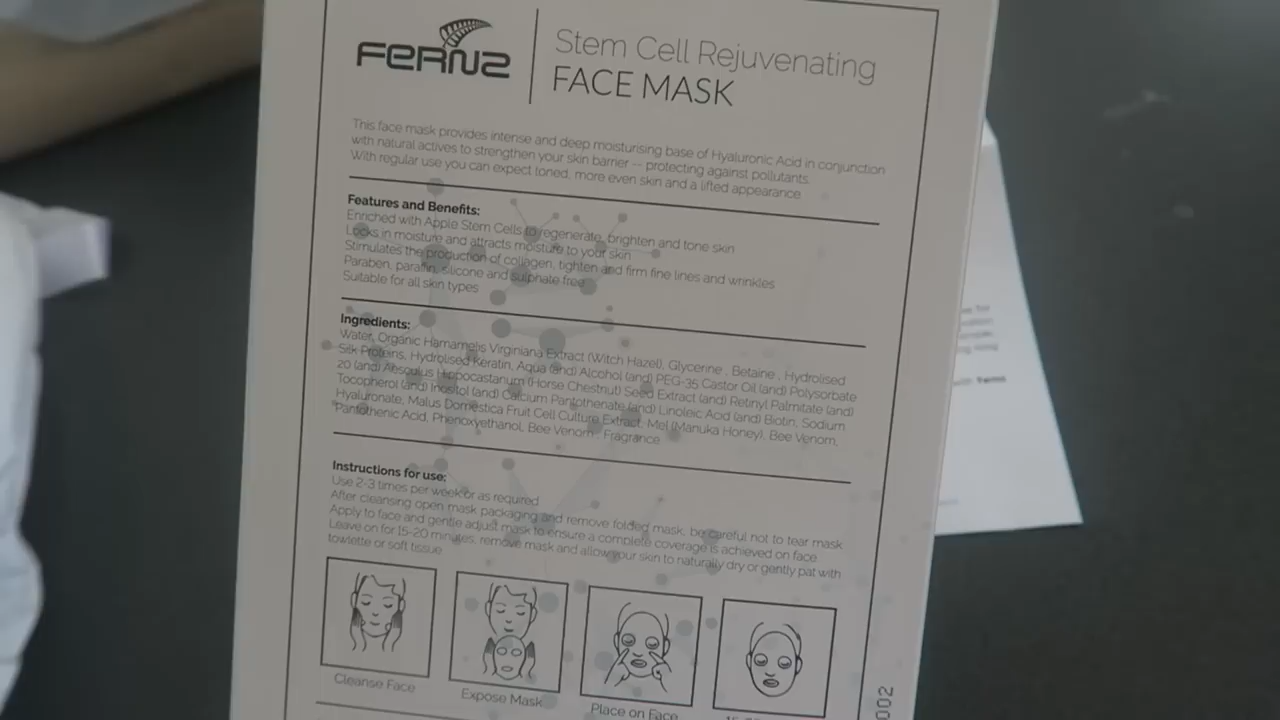 FERNZ
Stem Cell Rejuvenating
FACE MASK
This face mask provides intense and deep moisturising base of Hyaluronic Acid in conjunction
with natural actives to strengthen your skin barrier -- protecting against pollutants.
With regular use you can expect toned, more even skin and a lifted appearance
Features and Benefits:
Enriched with Apple Stem Cells to regenerate, brighten and tone skin
Locks in moisture and attracts moisture to your skin
Stimulates the production of collagen, tighten and firm fine lines and wrinkles
Paraben, parafin, silicone and sulphate free
Suitable for all skin types
Ingredients:
Water, Organic Hamamelis Virginiana Extract (Witch Hazel), Glycerine , Betaine , Hydrolised
Silk Proteins, Hydrolised Keratin, Aqua (and) Alcohol (and) PEG-35 Castor Oil (and) Polysorbate
20 (and) Aesculus Hippocastanum (Horse Chestnut) Seed Extract (and) Retinyl Palmitate (and)
Tocopherol (and) Inositol (and) Calcium Pantothenate (and) Linoleic Acid (and) Biotin, Sodium
Hyaluronate, Malus Domestica Fruit Cell Culture Extract, Mel (Manuka Honey), Bee Venom,
Pantothenic Acid, Phenoxyethanol, Bee Venom , Fragrance
Instructions for use:
Use 2-3 times per week or as required
After cleansing open mask packaging and remove folded mask, be careful not to tear mask
Apply to face and gentle adjust mask to ensure a complete coverage is achieved on face
Leave on for 15-20 minutes, remove mask and allow your skin to naturally dry or gently pat with
towlette or soft tissue
Cleanse Face
Expose Mask
Place on Face
002